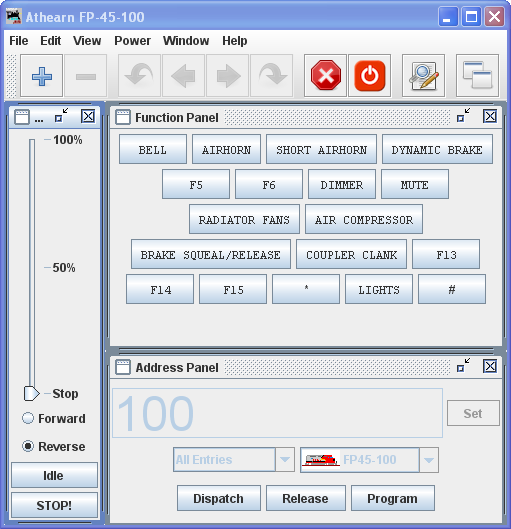 Athearn FP-45-100
File Edit View Power Window Help
...
100%
50%
Stop
Forward
Reverse
Idle
STOP!
Function Panel
BELL AIRHORN SHORT AIRHORN DYNAMIC BRAKE
F5 F6 DIMMER MUTE
RADIATOR FANS AIR COMPRESSOR
BRAKE SQUEAL/RELEASE COUPLER CLANK F13
F14 F15 * LIGHTS #
Address Panel
100 Set
All Entries FP45-100
Dispatch Release Program